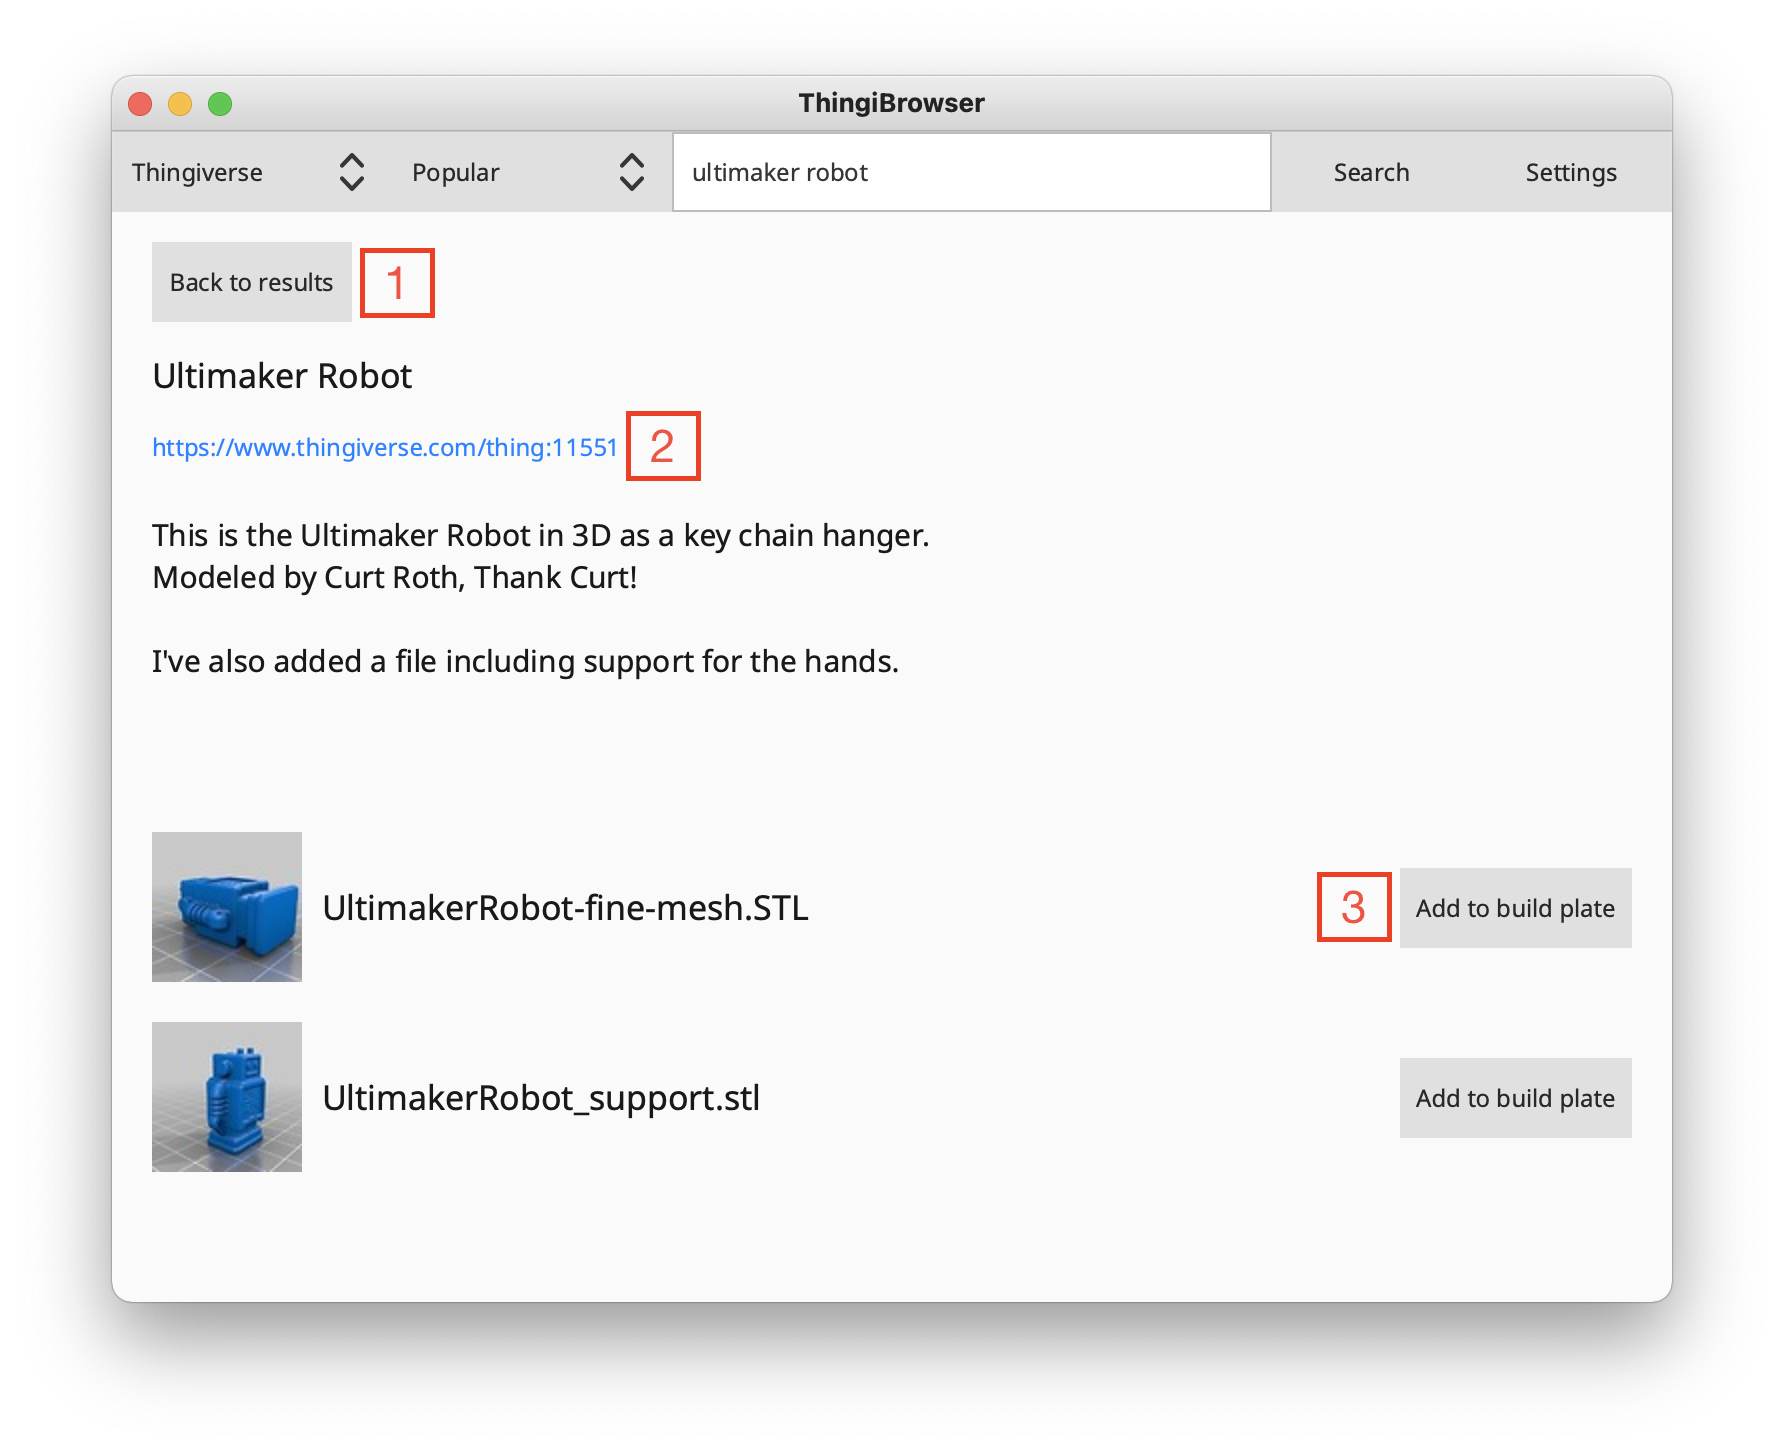 ThingiBrowser
Thingiverse Popular ultimaker robot Search Settings
Back to results 1
Ultimaker Robot
https://www.thingiverse.com/thing:11551 2
This is the Ultimaker Robot in 3D as a key chain hanger.
Modeled by Curt Roth, Thank Curt!
I've also added a file including support for the hands.
UltimakerRobot-fine-mesh.STL 3 Add to build plate
UltimakerRobot_support.stl Add to build plate